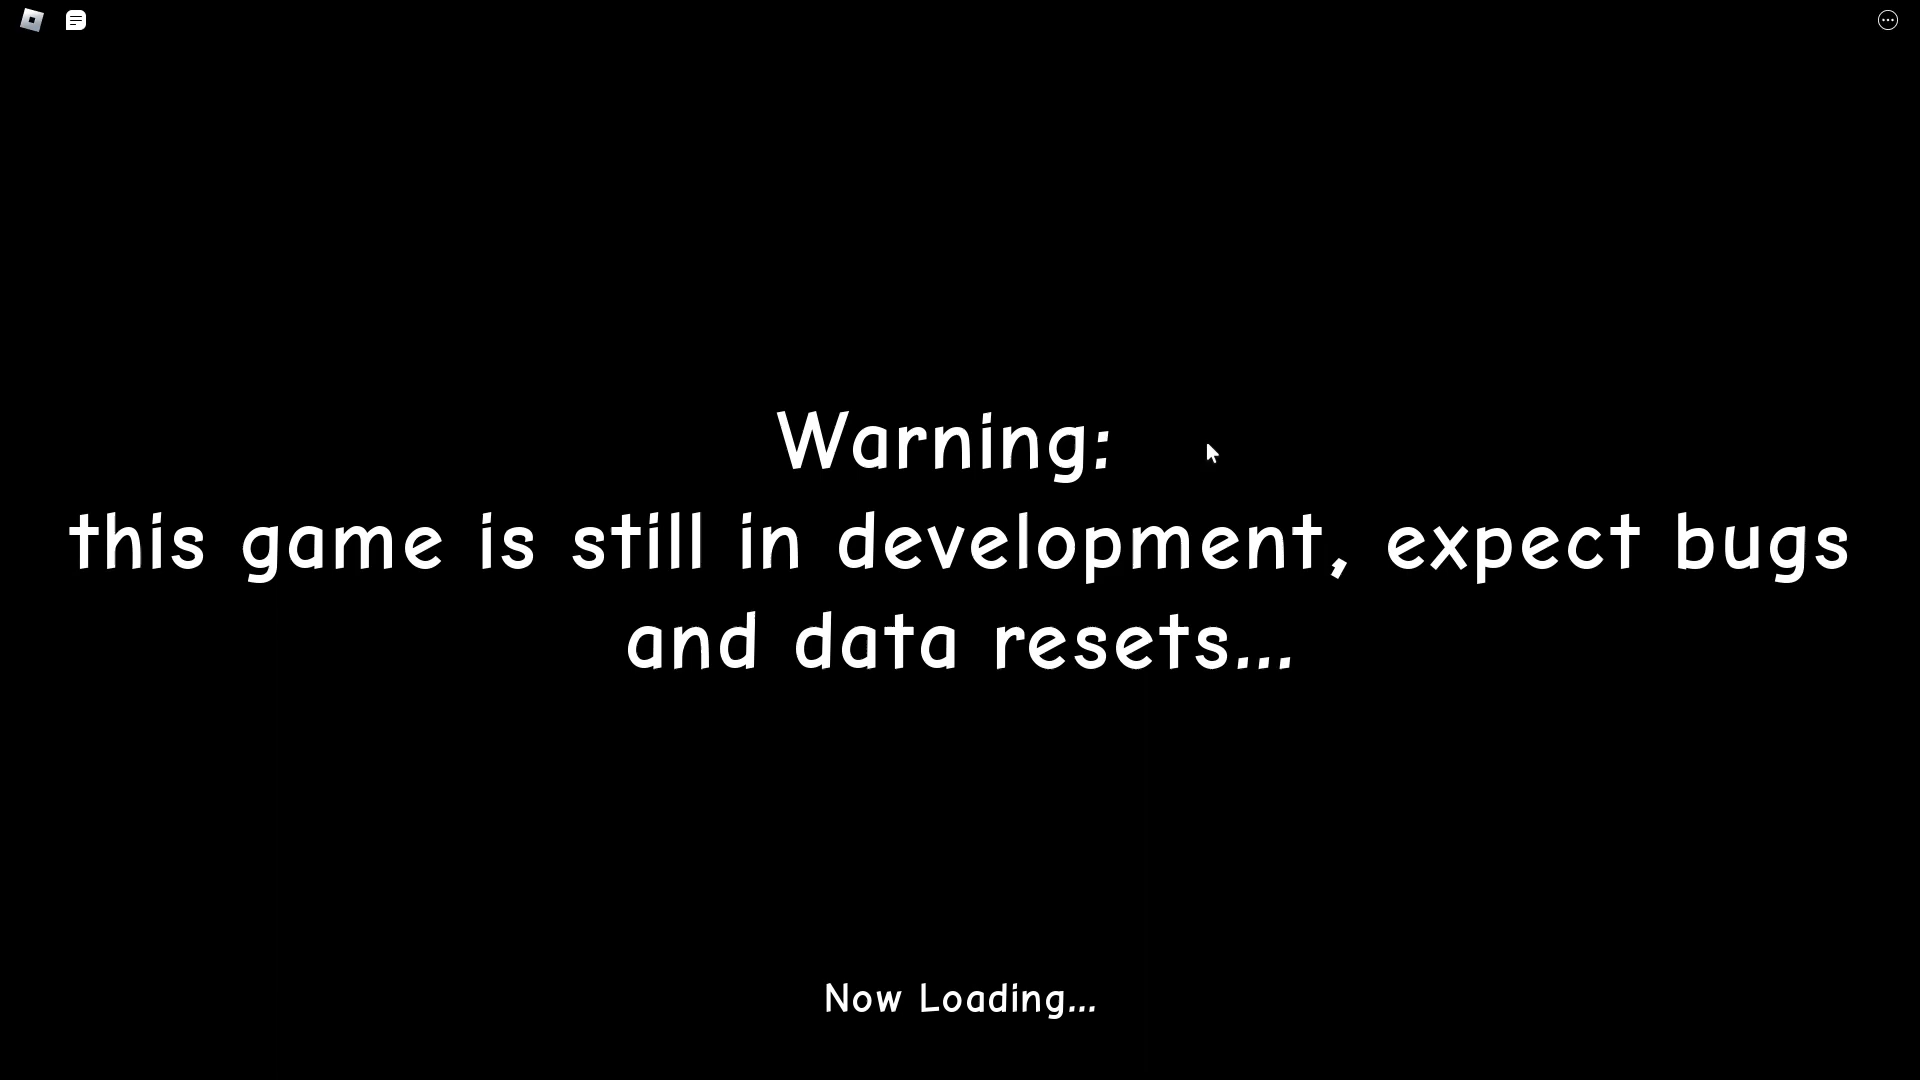 Warning:
this game is still in development, expect bugs
and data resets...
Now Loading...